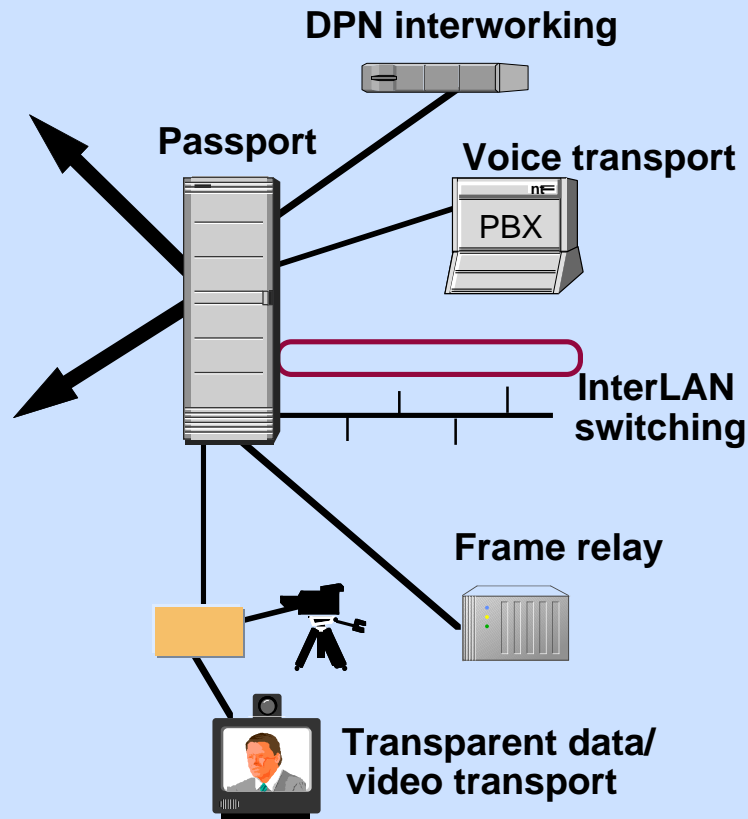 DPN interworking
Passport
Voice transport
nt
PBX
InterLAN
switching
Frame relay
Transparent data/
video transport